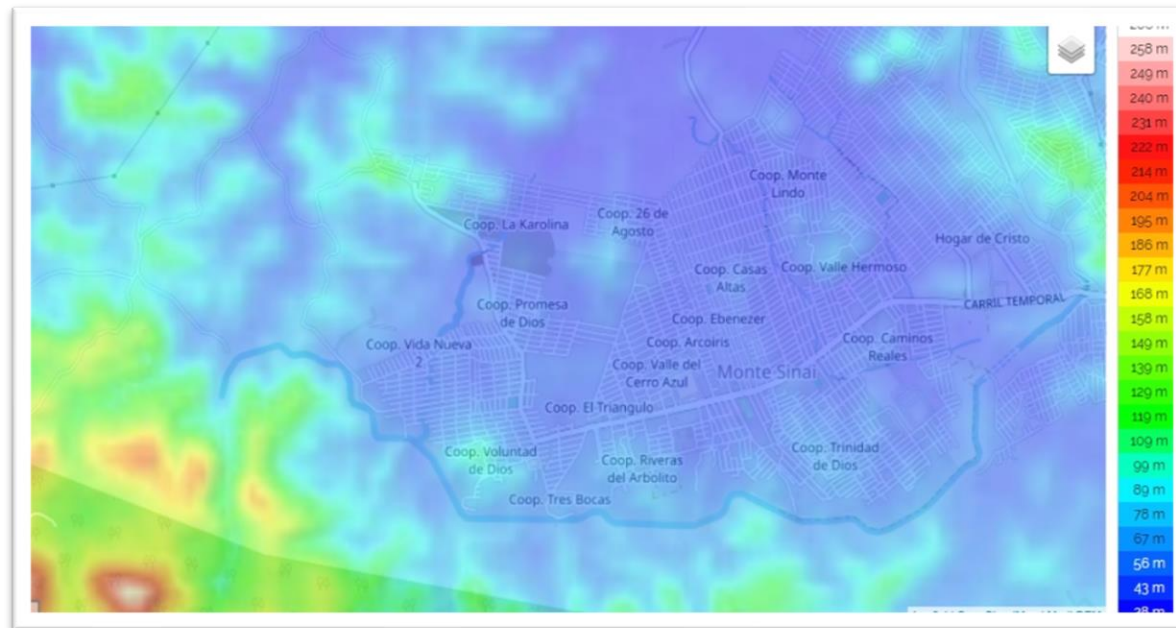 258 m
249 m
240 m
231 m
222 m
214 m
204 m
195 m
186 m
177 m
168 m
158 m
149 m
139 m
129 m
119 m
109 m
99 m
89 m
78 m
67 m
56 m
43 m
28 m
Coop. Monte
Lindo
Coop. La Karolina
Coop. 26 de
Agosto
Hogar de Cristo
Coop. Casas
Altas
Coop. Valle Hermoso
Coop. Promesa
de Dios
CARRIL TEMPORAL
Coop. Ebenezer
Coop. Vida Nueva
2
Coop. Arcoiris
Coop. Caminos
Reales
Coop. Valle del
Cerro Azul
Monte Sinai
Coop. El Triangulo
Coop. Voluntad
de Dios
Coop. Riveras
del Arbolito
Coop. Trinidad
de Dios
Coop. Tres Bocas